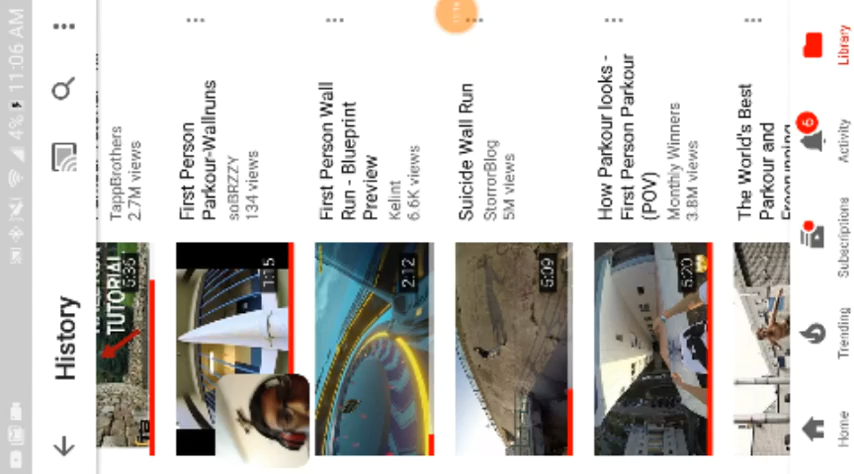 11:06 AM
4%
History
TUTORIAL
5:36
TappBrothers
2.7M views
First Person
Parkour-Wallruns
soBRZZY
134 views
1:15
First Person Wall
Run - Blueprint
Preview
Kelint
6.6K views
2:12
Suicide Wall Run
StorrorBlog
5M views
5:09
How Parkour looks -
First Person Parkour
(POV)
Monthly Winners
3.8M views
5:20
The World's Best
Parkour and
Home
Trending
Subscriptions
Activity
6
Library